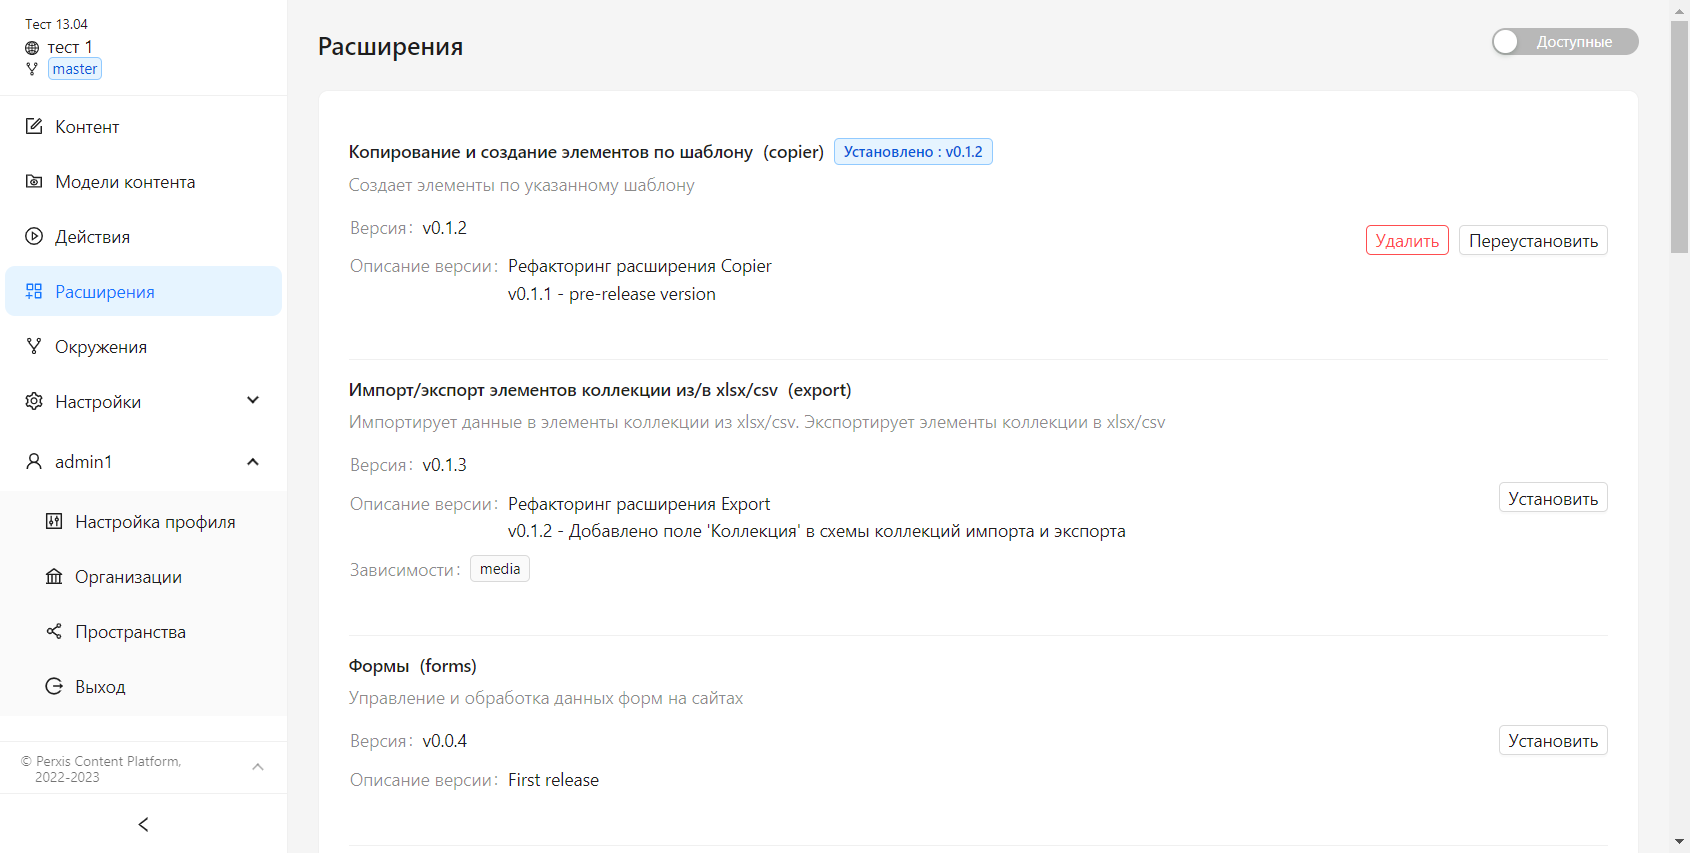 Тест 13.04
тест 1
master
Контент
Модели контента
Действия
Расширения
Окружения
Настройки
admin1
Настройка профиля
Организации
Пространства
Выход
© Perxis Content Platform,
2022-2023
Расширения
Доступные
Копирование и создание элементов по шаблону (copier) Установлено : v0.1.2
Создает элементы по указанному шаблону
Версия: v0.1.2
Удалить Переустановить
Описание версии: Рефакторинг расширения Copier
v0.1.1 - pre-release version
Импорт/экспорт элементов коллекции из/в xlsx/csv (export)
Импортирует данные в элементы коллекции из xlsx/csv. Экспортирует элементы коллекции в xlsx/csv
Версия: v0.1.3
Установить
Описание версии: Рефакторинг расширения Export
v0.1.2 - Добавлено поле 'Коллекция' в схемы коллекций импорта и экспорта
Зависимости: media
Формы (forms)
Управление и обработка данных форм на сайтах
Версия: v0.0.4
Установить
Описание версии: First release